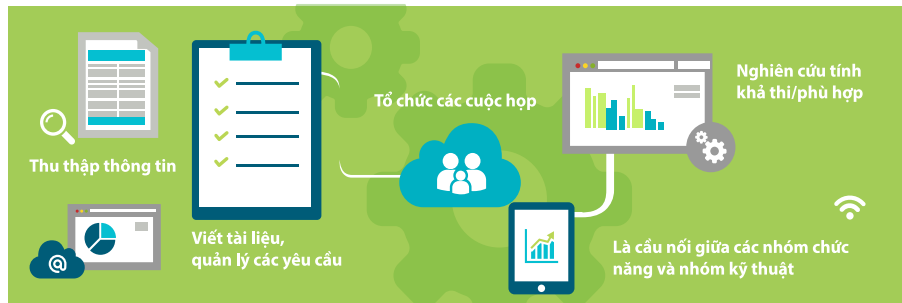 Thu thập thông tin
Viết tài liệu,
quản lý các yêu cầu
Tổ chức các cuộc họp
Nghiên cứu tính
khả thi/phù hợp
Là cầu nối giữa các nhóm chức
năng và nhóm kỹ thuật
@